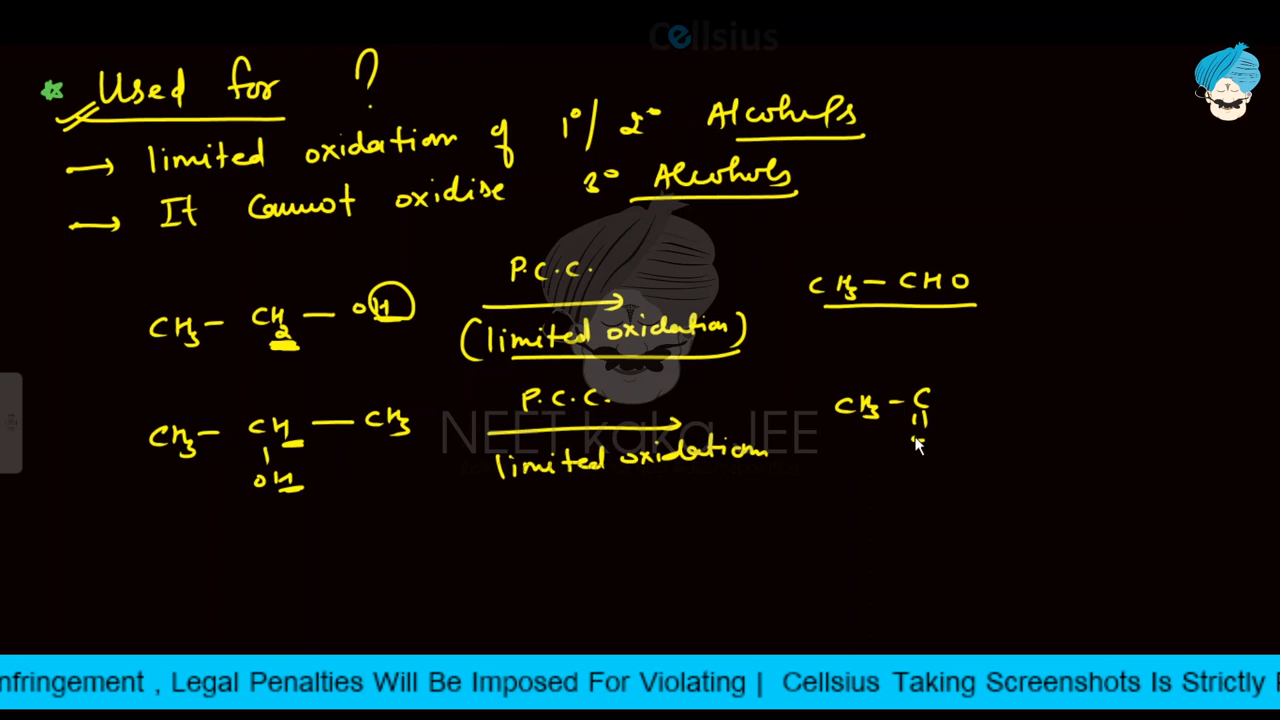 Cellsius
* Used for ?
→ limited oxidation of 1°/2° Alcohols
→ It cannot oxidise 3° Alcohols
CH3 - CH2 - OH P.C.C. (limited oxidation) CH3 - CHO
CH3 - CH - CH3 P.C.C. limited oxidation CH3 - C
OH
NEET kaka JEE
nfringement , Legal Penalties Will Be Imposed For Violating | Cellsius Taking Screenshots Is Strictly